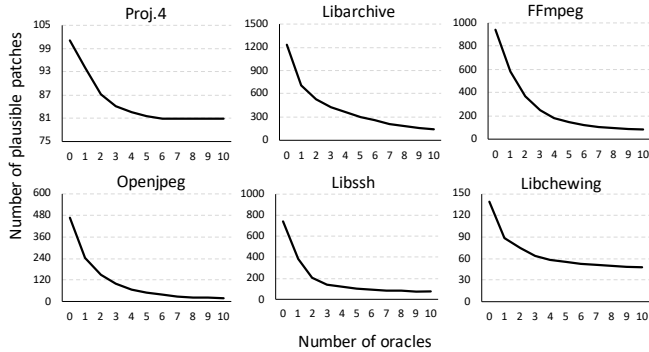 Number of plausible patches
Proj.4
105
99
93
87
81
75
0 1 2 3 4 5 6 7 8 9 10
Libarchive
1500
1200
900
600
300
0
0 1 2 3 4 5 6 7 8 9 10
FFmpeg
1000
800
600
400
200
0
0 1 2 3 4 5 6 7 8 9 10
Openjpeg
600
480
360
240
120
0
0 1 2 3 4 5 6 7 8 9 10
Libssh
1000
800
600
400
200
0
0 1 2 3 4 5 6 7 8 9 10
Libchewing
150
120
90
60
30
0
0 1 2 3 4 5 6 7 8 9 10
Number of oracles